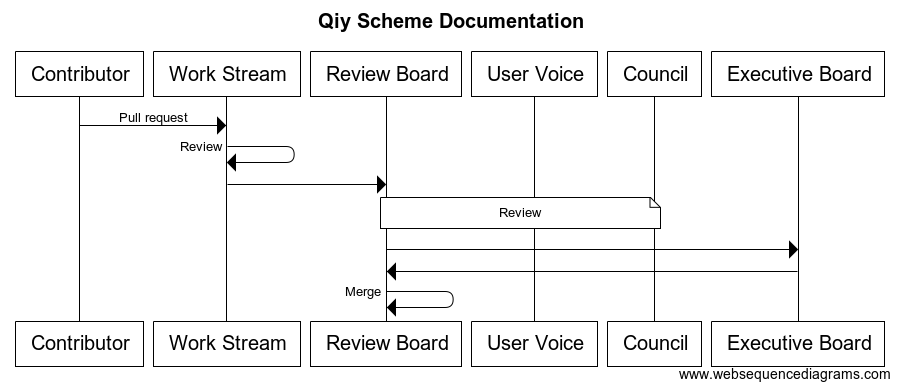 Qiy Scheme Documentation
Contributor Work Stream Review Board User Voice Council Executive Board
Pull request
Review
Review
Merge
Contributor Work Stream Review Board User Voice Council Executive Board
www.websequencediagrams.com